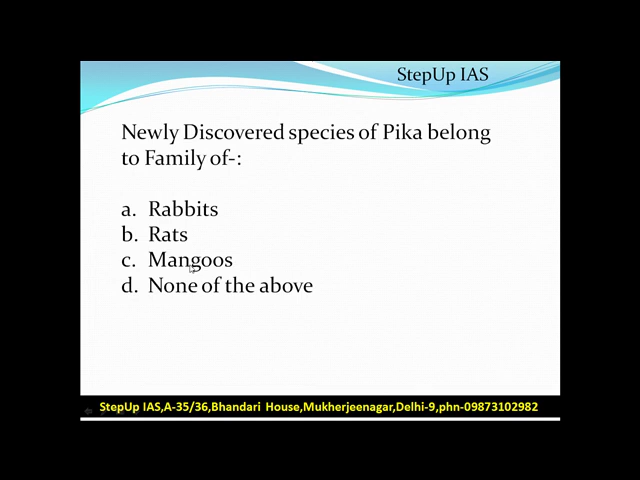 StepUp IAS
Newly Discovered species of Pika belong
to Family of-:
a. Rabbits
b. Rats
c. Mangoos
d. None of the above
StepUp IAS,A-35/36,Bhandari House,Mukherjeenagar,Delhi-9,phn-09873102982